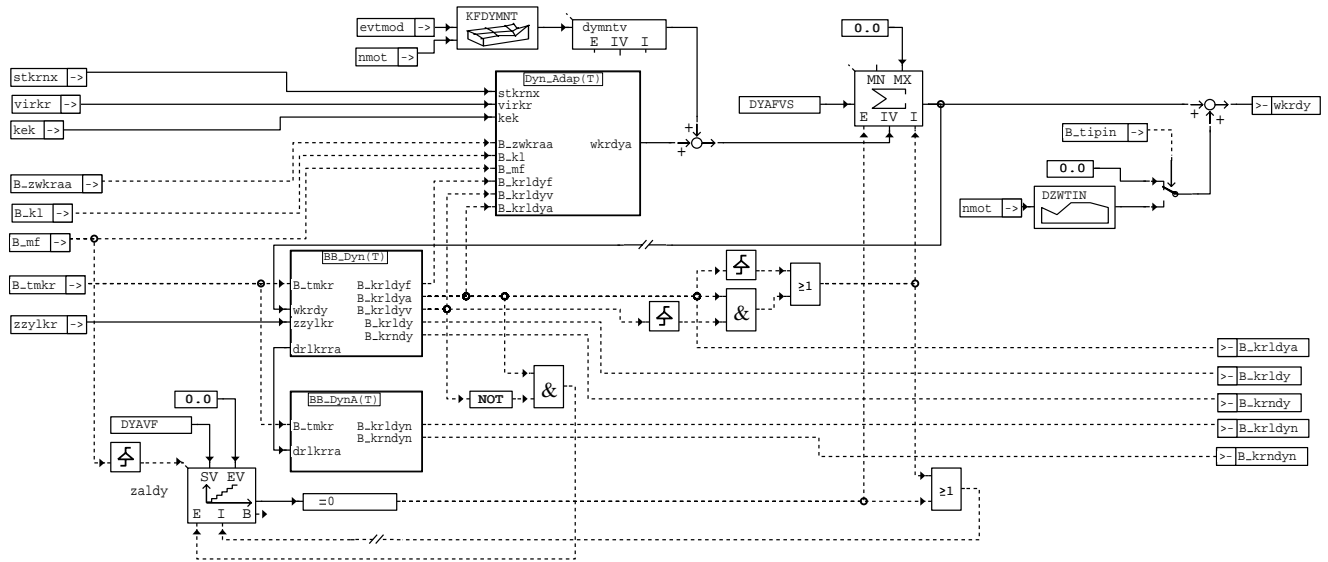 evtmod ->
KFDYMNT
dymntv
E IV I
nmot ->
0.0
stkrnx ->
virkr ->
kek ->
Dyn_Adap(T)
stkrnx
virkr
kek
B_zwkraa
B_kl
B_mf
B_krldyf
B_krldyv
B_krldya
wkrdya
+
+
DYAFVS
MN MX
E IV I
+
+
>- wkrdy
B_tipin ->
0.0
nmot ->
DZWTIN
B_zwkraa ->
B_kl ->
B_mf ->
B_tmkr ->
zzylkr ->
BB_Dyn(T)
B_tmkr
wkrdy
zzylkr
drlkrra
B_krldyf
B_krldya
B_krldyv
B_krldy
B_krndy
≥1
&
>- B_krldya
>- B_krldy
>- B_krndy
>- B_krldyn
>- B_krndyn
NOT
&
BB_DynA(T)
B_tmkr
drlkrra
B_krldyn
B_krndyn
0.0
DYAVF
zaldy
SV EV
E I B
=0
≥1